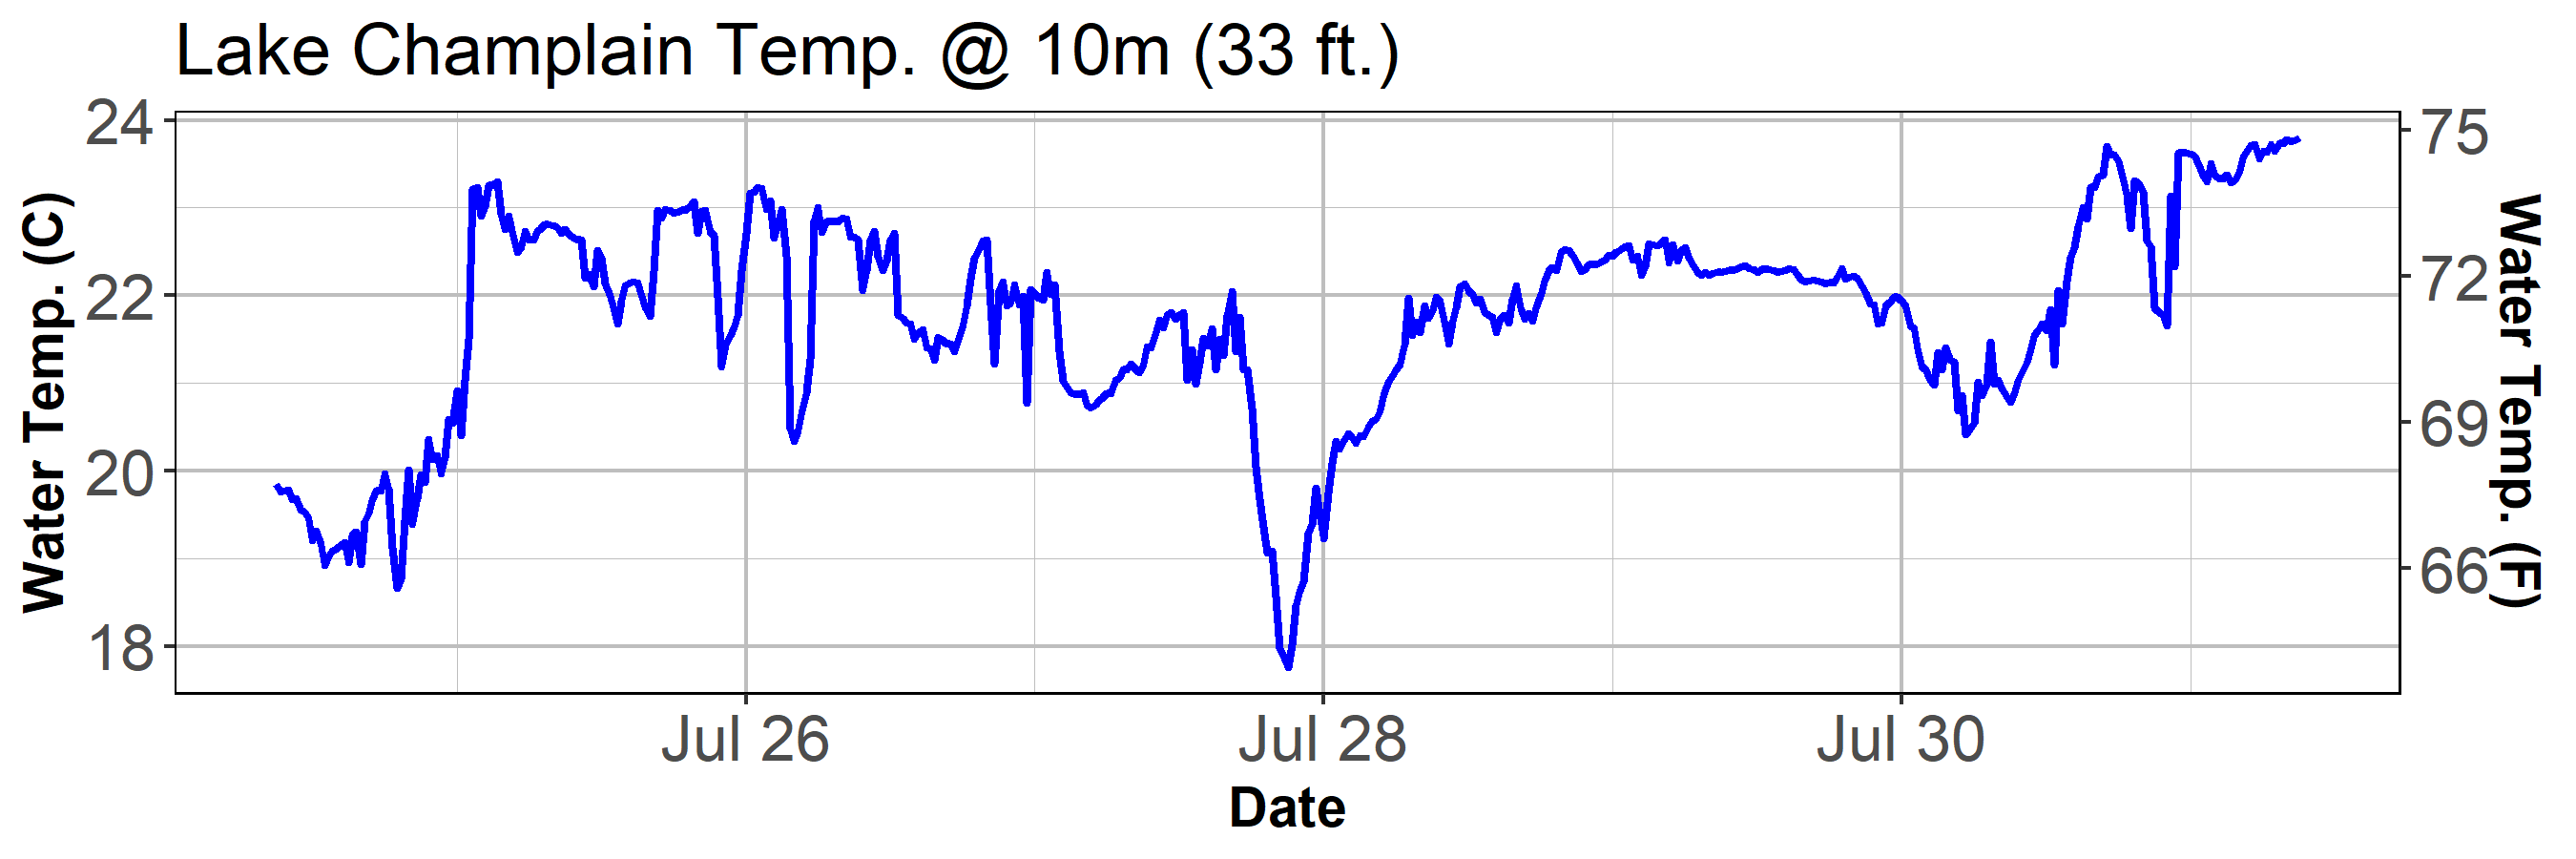 Lake Champlain Temp. @ 10m (33 ft.)
Water Temp. (C)
24
22
20
18
75
72
69
66
Water Temp. (F)
Jul 26
Jul 28
Jul 30
Date